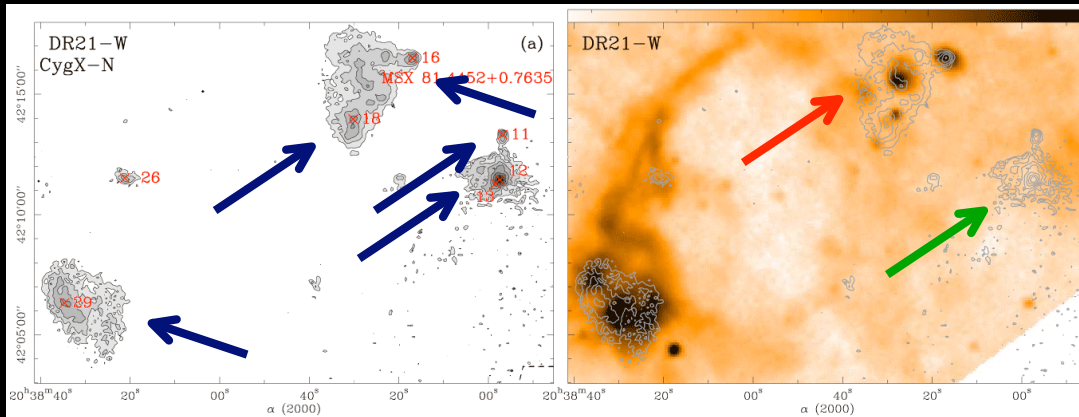 DR21-W
CygX-N
(a)
16
MSX 81.4452+0.7635
18
11
12
13
26
29
42°15′00″
42°10′00″
42°05′00″
20ʰ38ᵐ40ˢ
20ˢ
00ˢ
40ˢ
20ˢ
00ˢ
α (2000)
DR21-W
20ʰ38ᵐ40ˢ
20ˢ
00ˢ
40ˢ
20ˢ
00ˢ
α (2000)